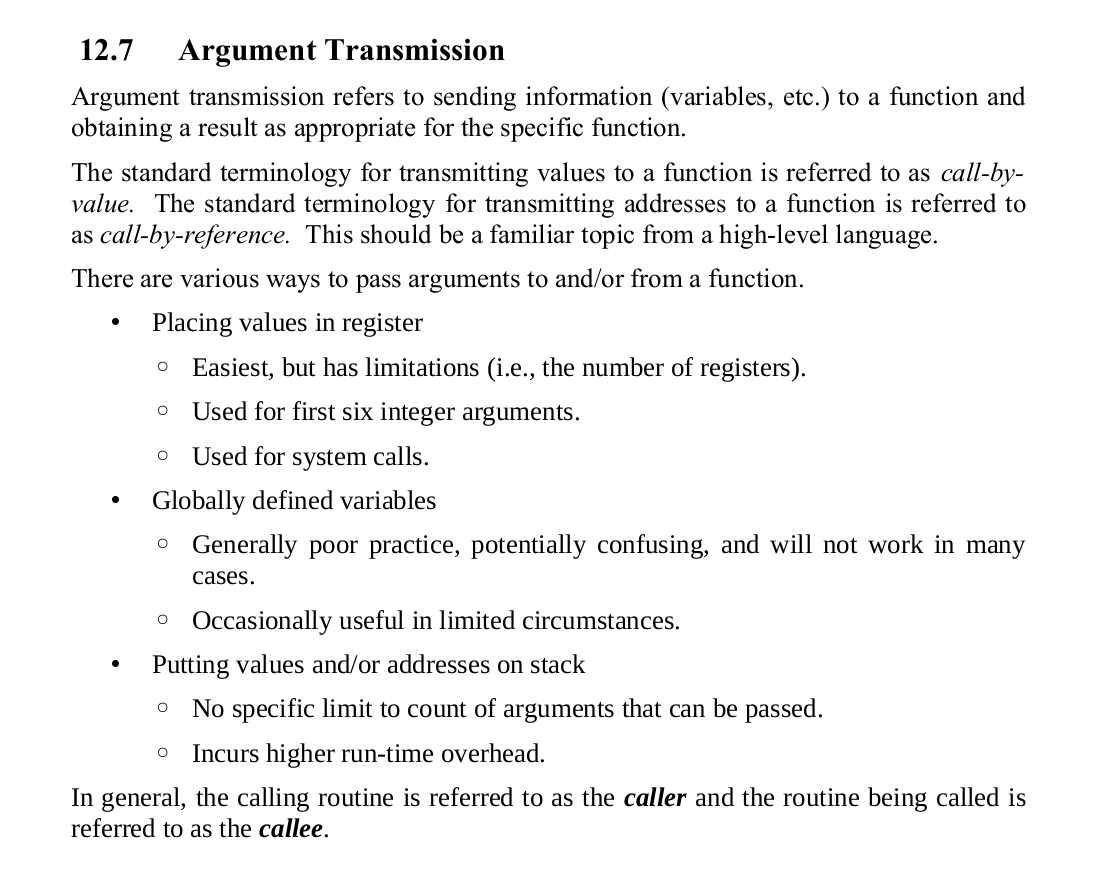 12.7 Argument Transmission
Argument transmission refers to sending information (variables, etc.) to a function and
obtaining a result as appropriate for the specific function.
The standard terminology for transmitting values to a function is referred to as call-by-
value. The standard terminology for transmitting addresses to a function is referred to
as call-by-reference. This should be a familiar topic from a high-level language.
There are various ways to pass arguments to and/or from a function.
• Placing values in register
◦ Easiest, but has limitations (i.e., the number of registers).
◦ Used for first six integer arguments.
◦ Used for system calls.
• Globally defined variables
◦ Generally poor practice, potentially confusing, and will not work in many
cases.
◦ Occasionally useful in limited circumstances.
• Putting values and/or addresses on stack
◦ No specific limit to count of arguments that can be passed.
◦ Incurs higher run-time overhead.
In general, the calling routine is referred to as the caller and the routine being called is
referred to as the callee.